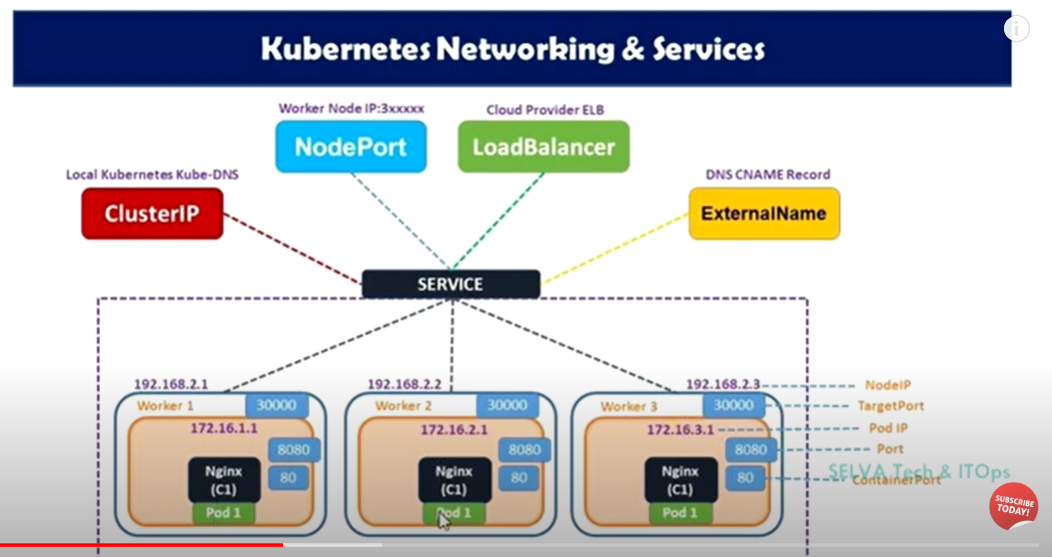 Kubernetes Networking & Services
Worker Node IP:3xxxxx
Cloud Provider ELB
NodePort
LoadBalancer
Local Kubernetes Kube-DNS
DNS CNAME Record
ClusterIP
ExternalName
SERVICE
192.168.2.1
192.168.2.2
192.168.2.3
NodeIP
Worker 1
30000
Worker 2
30000
Worker 3
30000
TargetPort
172.16.1.1
172.16.2.1
172.16.3.1
Pod IP
8080
8080
8080
Port
Nginx
(C1)
80
Nginx
(C1)
80
Nginx
(C1)
80
SELVA Tech & ITOps
ContainerPort
Pod 1
Pod 1
Pod 1
SUBSCRIBE
TODAY!